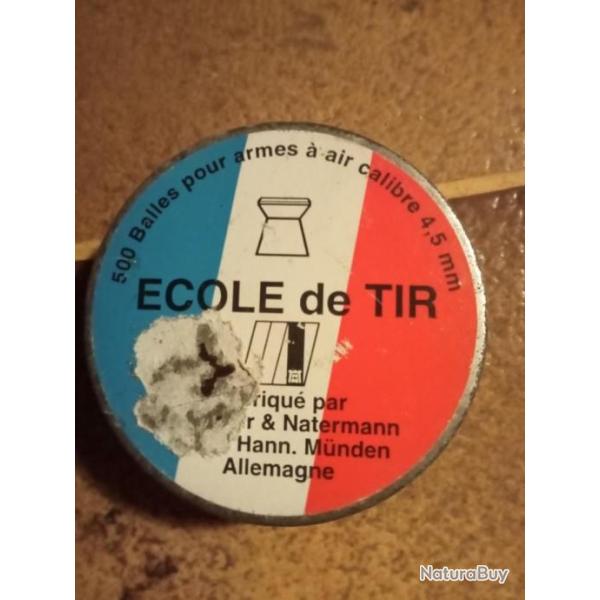 500 Balles pour armes à air calibre 4,5 mm
ECOLE de TIR
riqué par
r & Natermann
Hann. Münden
Allemagne
NaturaBuy